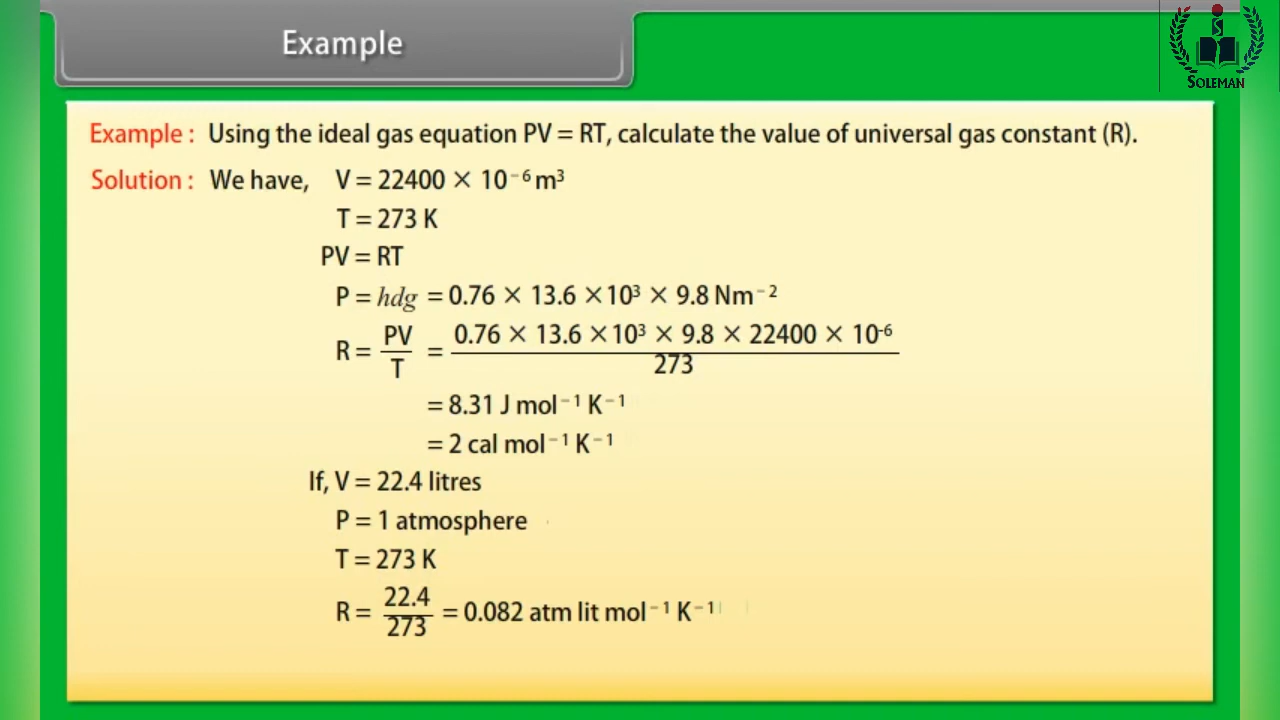 Example
SOLEMAN
Example : Using the ideal gas equation PV = RT, calculate the value of universal gas constant (R).
Solution : We have, V = 22400 × 10⁻⁶ m³
T = 273 K
PV = RT
P = hdg = 0.76 × 13.6 ×10³ × 9.8 Nm⁻²
R = PV/T = 0.76 × 13.6 ×10³ × 9.8 × 22400 × 10⁻⁶/273
= 8.31 J mol⁻¹ K⁻¹
= 2 cal mol⁻¹ K⁻¹
If, V = 22.4 litres
P = 1 atmosphere
T = 273 K
R = 22.4/273 = 0.082 atm lit mol⁻¹ K⁻¹